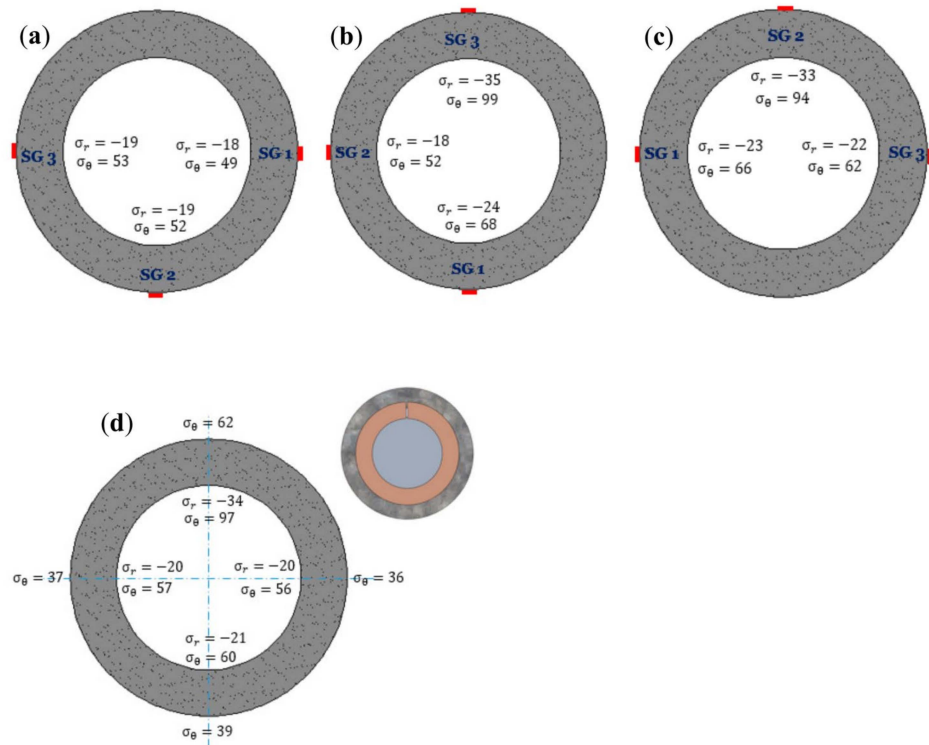 (a)
σr = −19
σθ = 53
σr = −18
σθ = 49
SG 3
SG 1
σr = −19
σθ = 52
SG 2
(b)
SG 3
σr = −35
σθ = 99
σr = −18
σθ = 52
SG 2
σr = −24
σθ = 68
SG 1
(c)
SG 2
σr = −33
σθ = 94
σr = −23
σθ = 66
σr = −22
σθ = 62
SG 1
SG 3
(d)
σθ = 62
σr = −34
σθ = 97
σθ = 37
σr = −20
σθ = 57
σr = −20
σθ = 56
σθ = 36
σr = −21
σθ = 60
σθ = 39